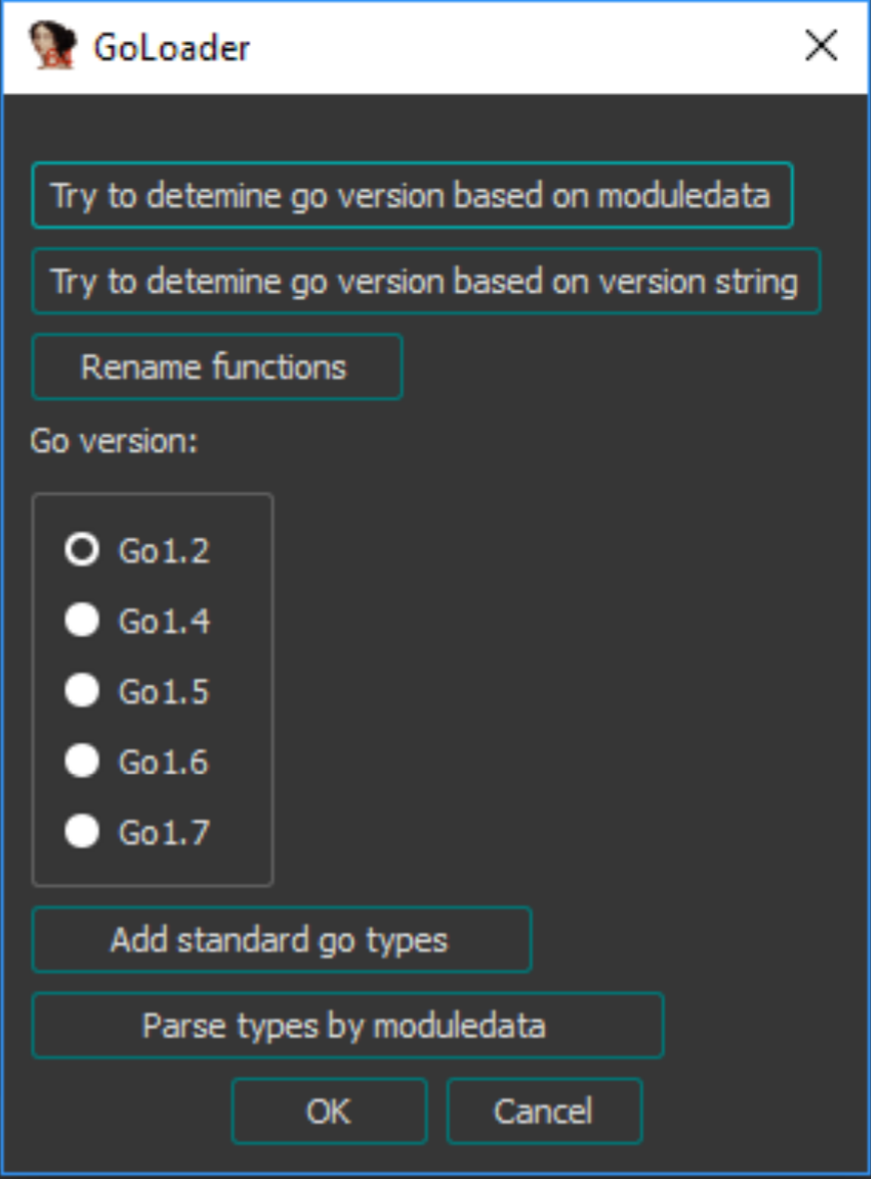 GoLoader
Try to detemine go version based on moduledata
Try to detemine go version based on version string
Rename functions
Go version:
Go1.2
Go1.4
Go1.5
Go1.6
Go1.7
Add standard go types
Parse types by moduledata
OK Cancel